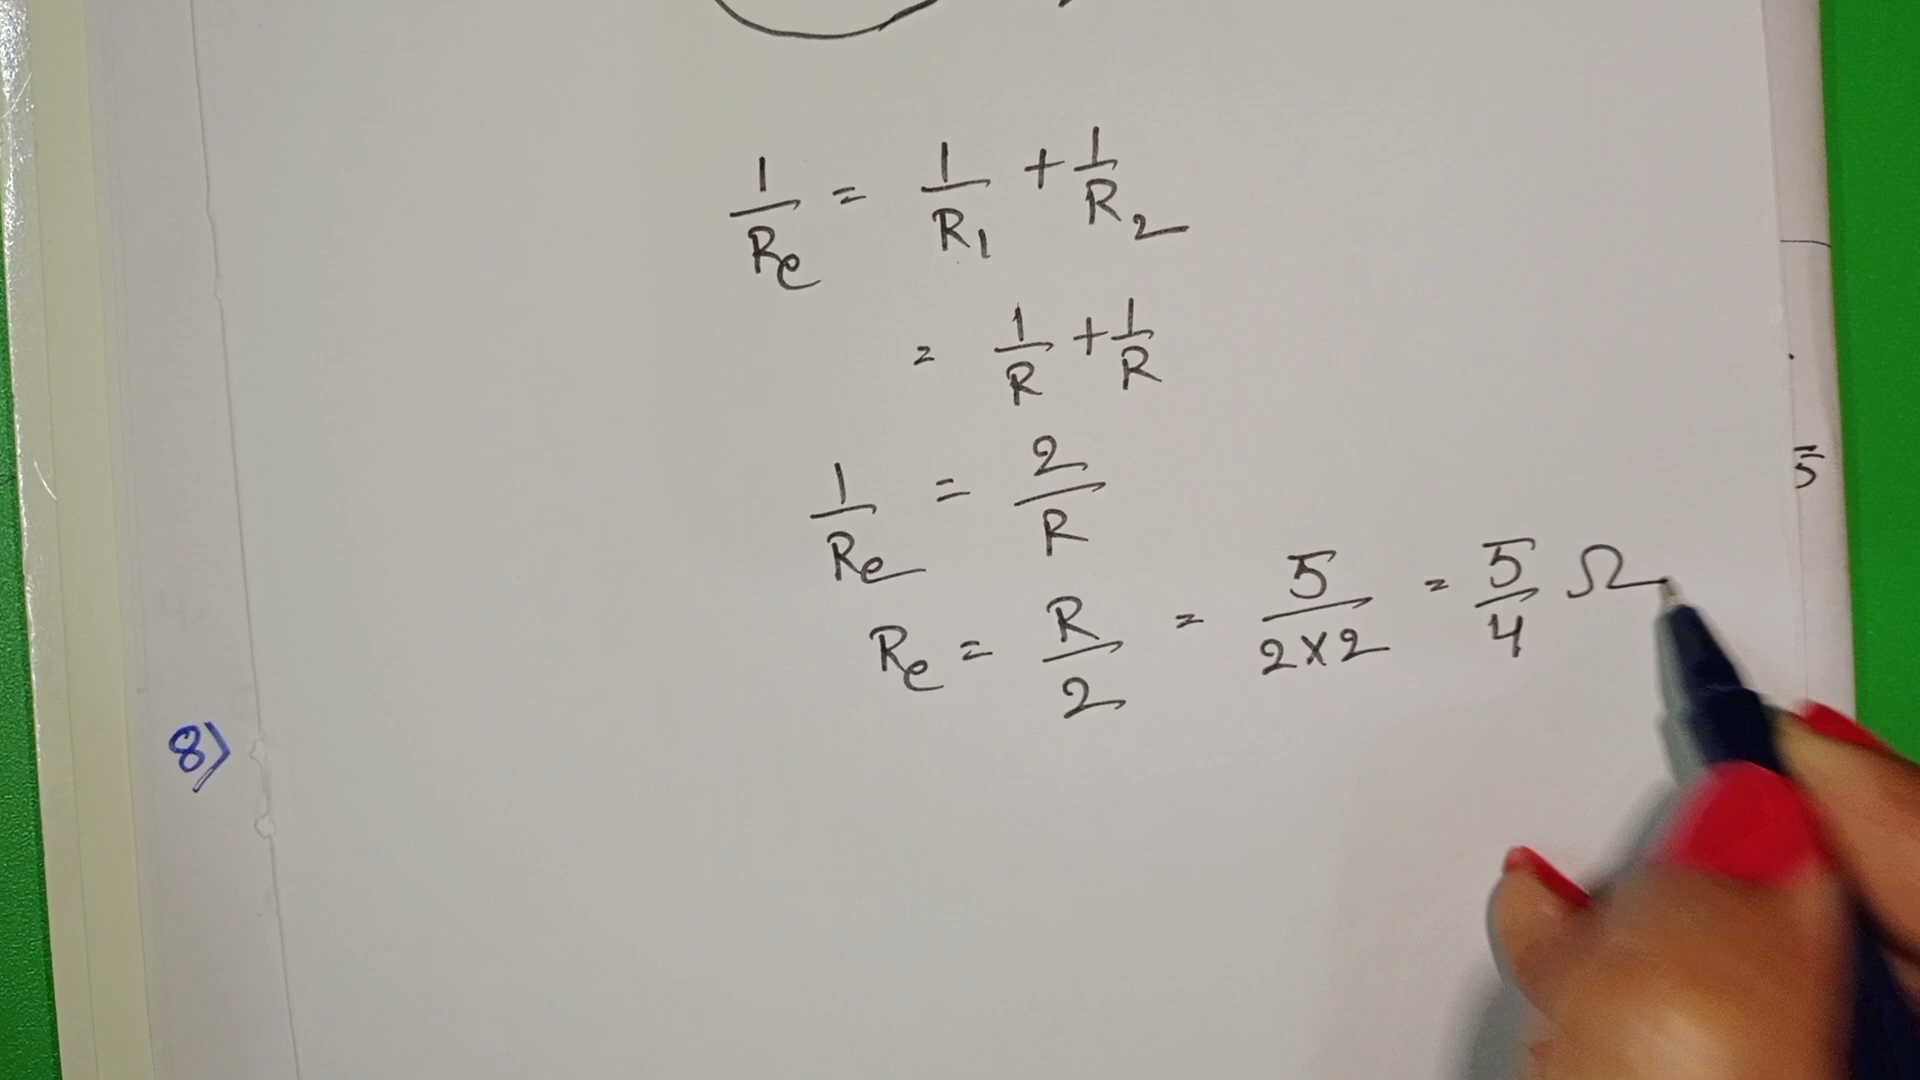 1/Re = 1/R1 + 1/R2
= 1/R + 1/R
1/Re = 2/R
5
Re = R/2 = 5/2×2 = 5/4 Ω
8)